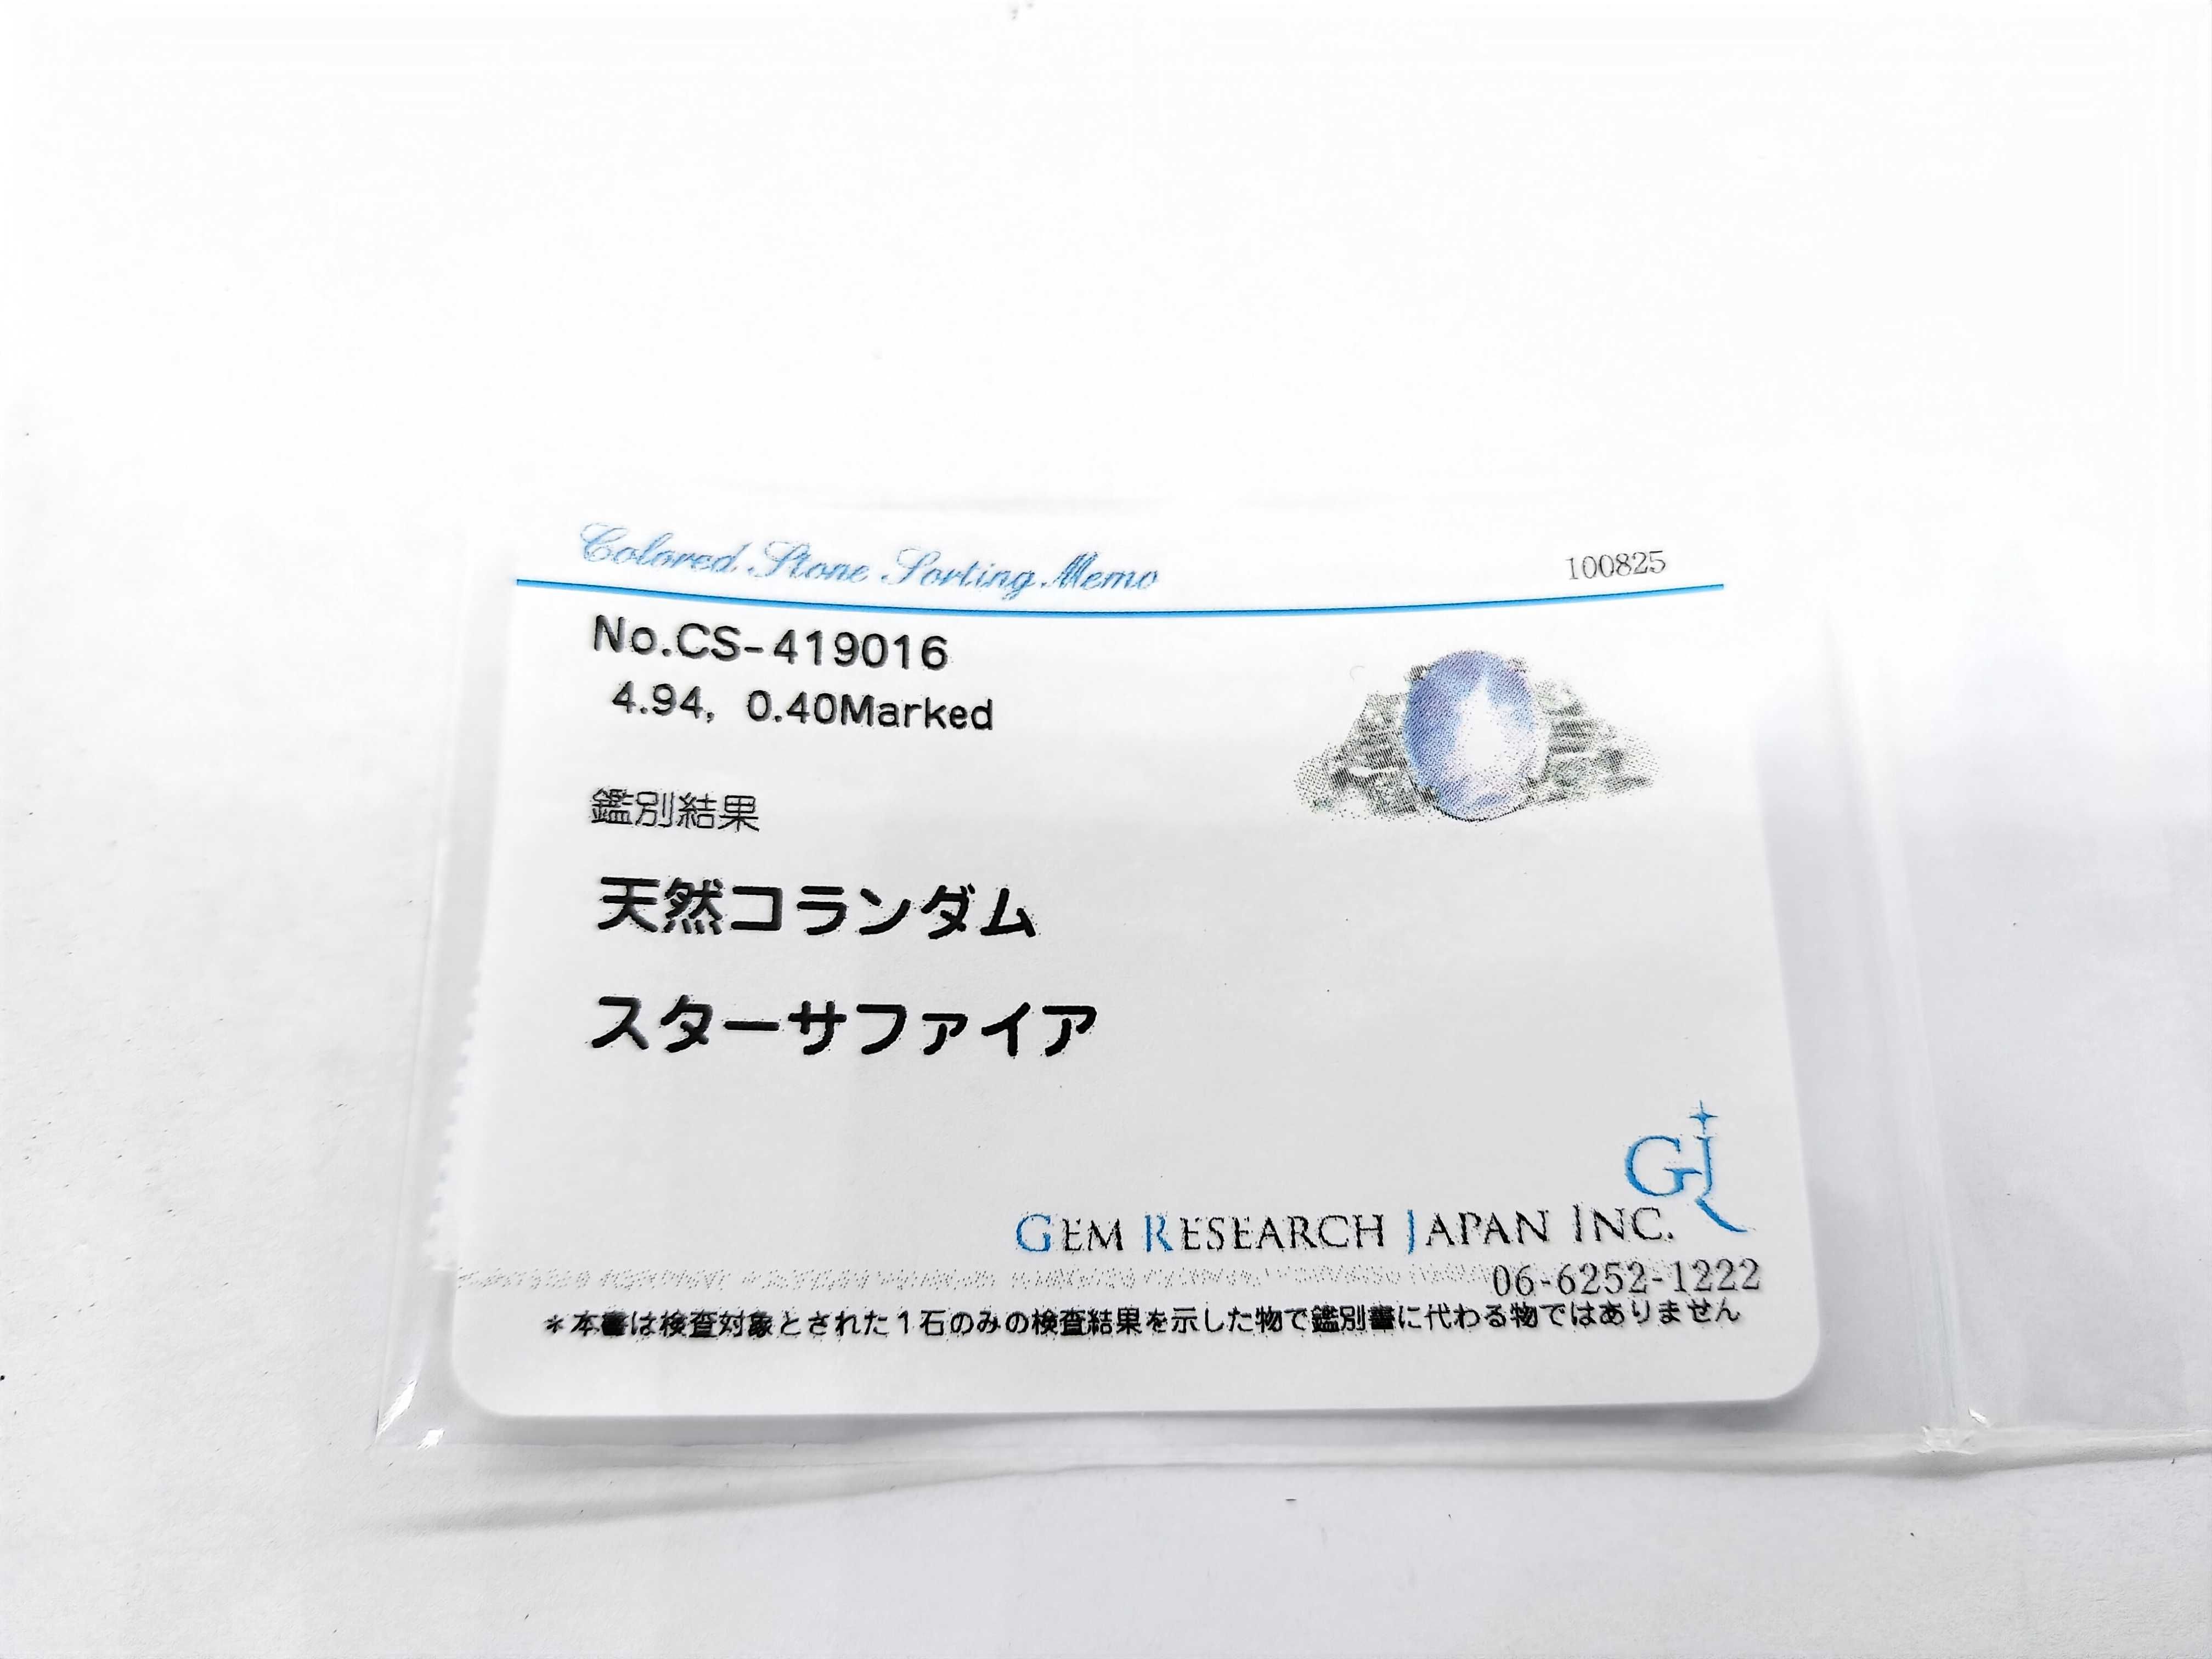 Colored Stone Sorting Memo
100825
No.CS-419016
4.94, 0.40Marked
鑑別結果
天然コランダム
スターサファイア
GJR
GEM RESEARCH JAPAN INC.
06-6252-1222
*本書は検査対象とされた1石のみの検査結果を示した物で鑑別書に代わる物ではありません